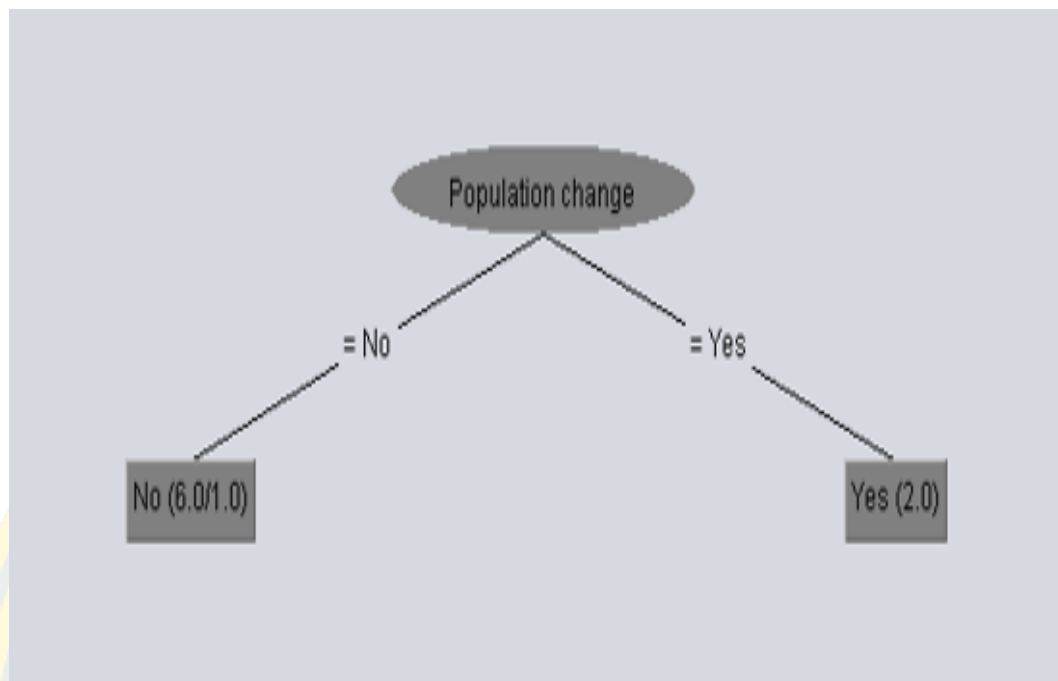 Population change
= No
= Yes
No (6.0/1.0)
Yes (2.0)